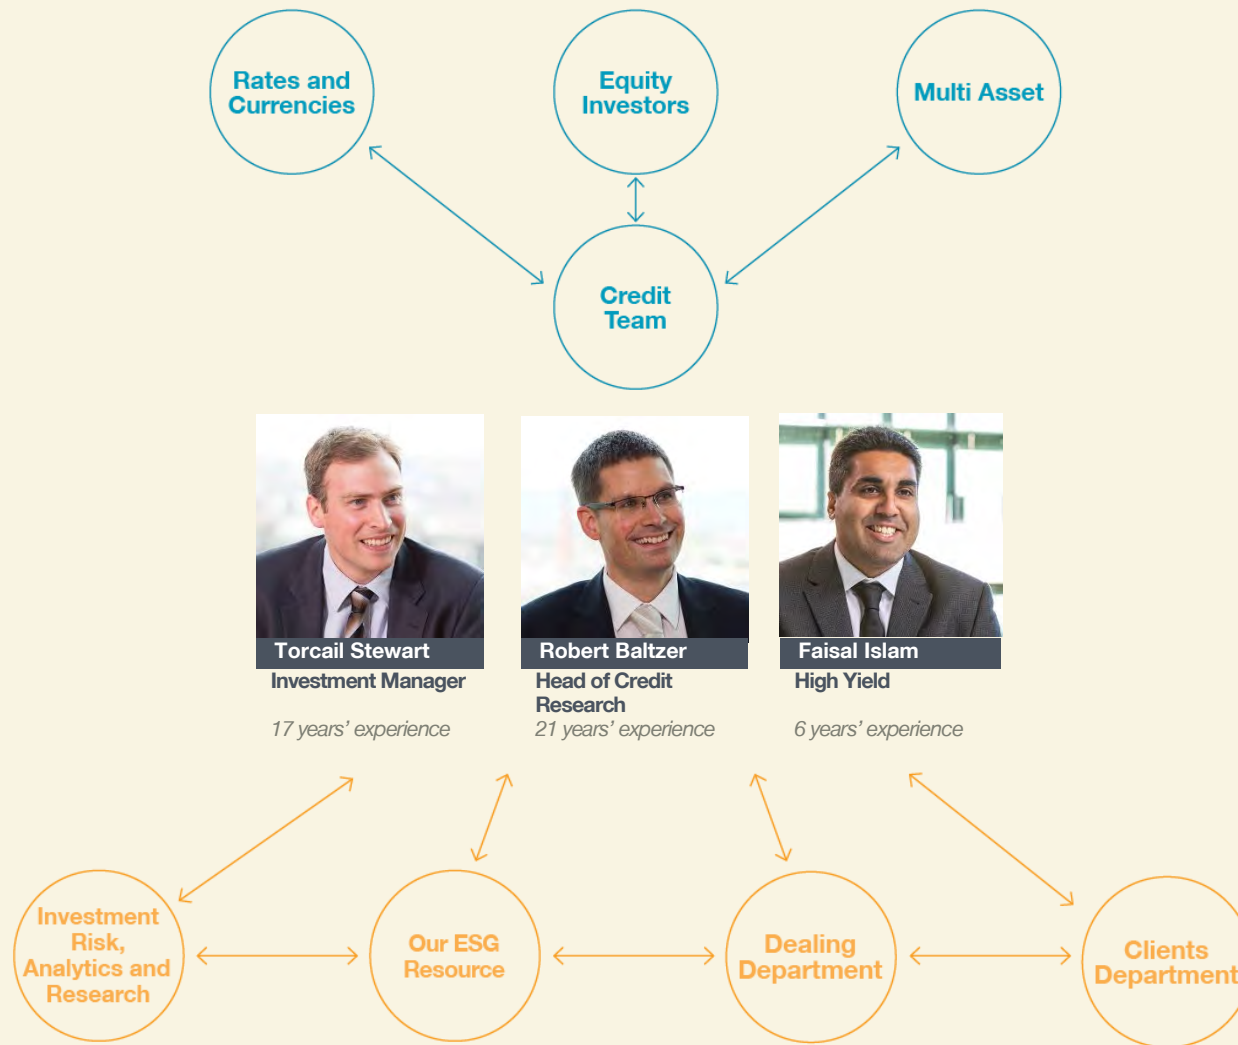 Rates and
Currencies
Equity
Investors
Multi Asset
Credit
Team
Torcail Stewart
Investment Manager
17 years’ experience
Robert Baltzer
Head of Credit
Research
21 years’ experience
Faisal Islam
High Yield
6 years’ experience
Investment
Risk,
Analytics and
Research
Our ESG
Resource
Dealing
Department
Clients
Department